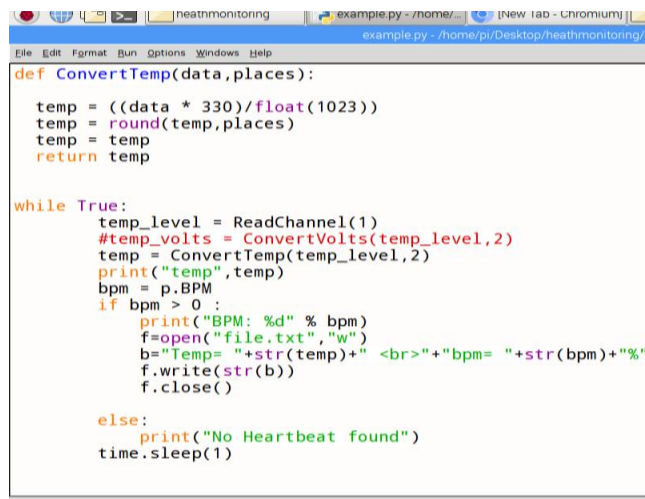 heathmonitoring example.py - /home/... [New Tab - Chromium]
example.py - /home/pi/Desktop/heathmonitoring/
File Edit Format Run Options Windows Help
def ConvertTemp(data,places):
  temp = ((data * 330)/float(1023))
  temp = round(temp,places)
  temp = temp
  return temp
while True:
        temp_level = ReadChannel(1)
        #temp_volts = ConvertVolts(temp_level,2)
        temp = ConvertTemp(temp_level,2)
        print("temp",temp)
        bpm = p.BPM
        if bpm > 0 :
            print("BPM: %d" % bpm)
            f=open("file.txt","w")
            b="Temp= "+str(temp)+" <br>"+"bpm= "+str(bpm)+"%"
            f.write(str(b))
            f.close()
        else:
            print("No Heartbeat found")
        time.sleep(1)